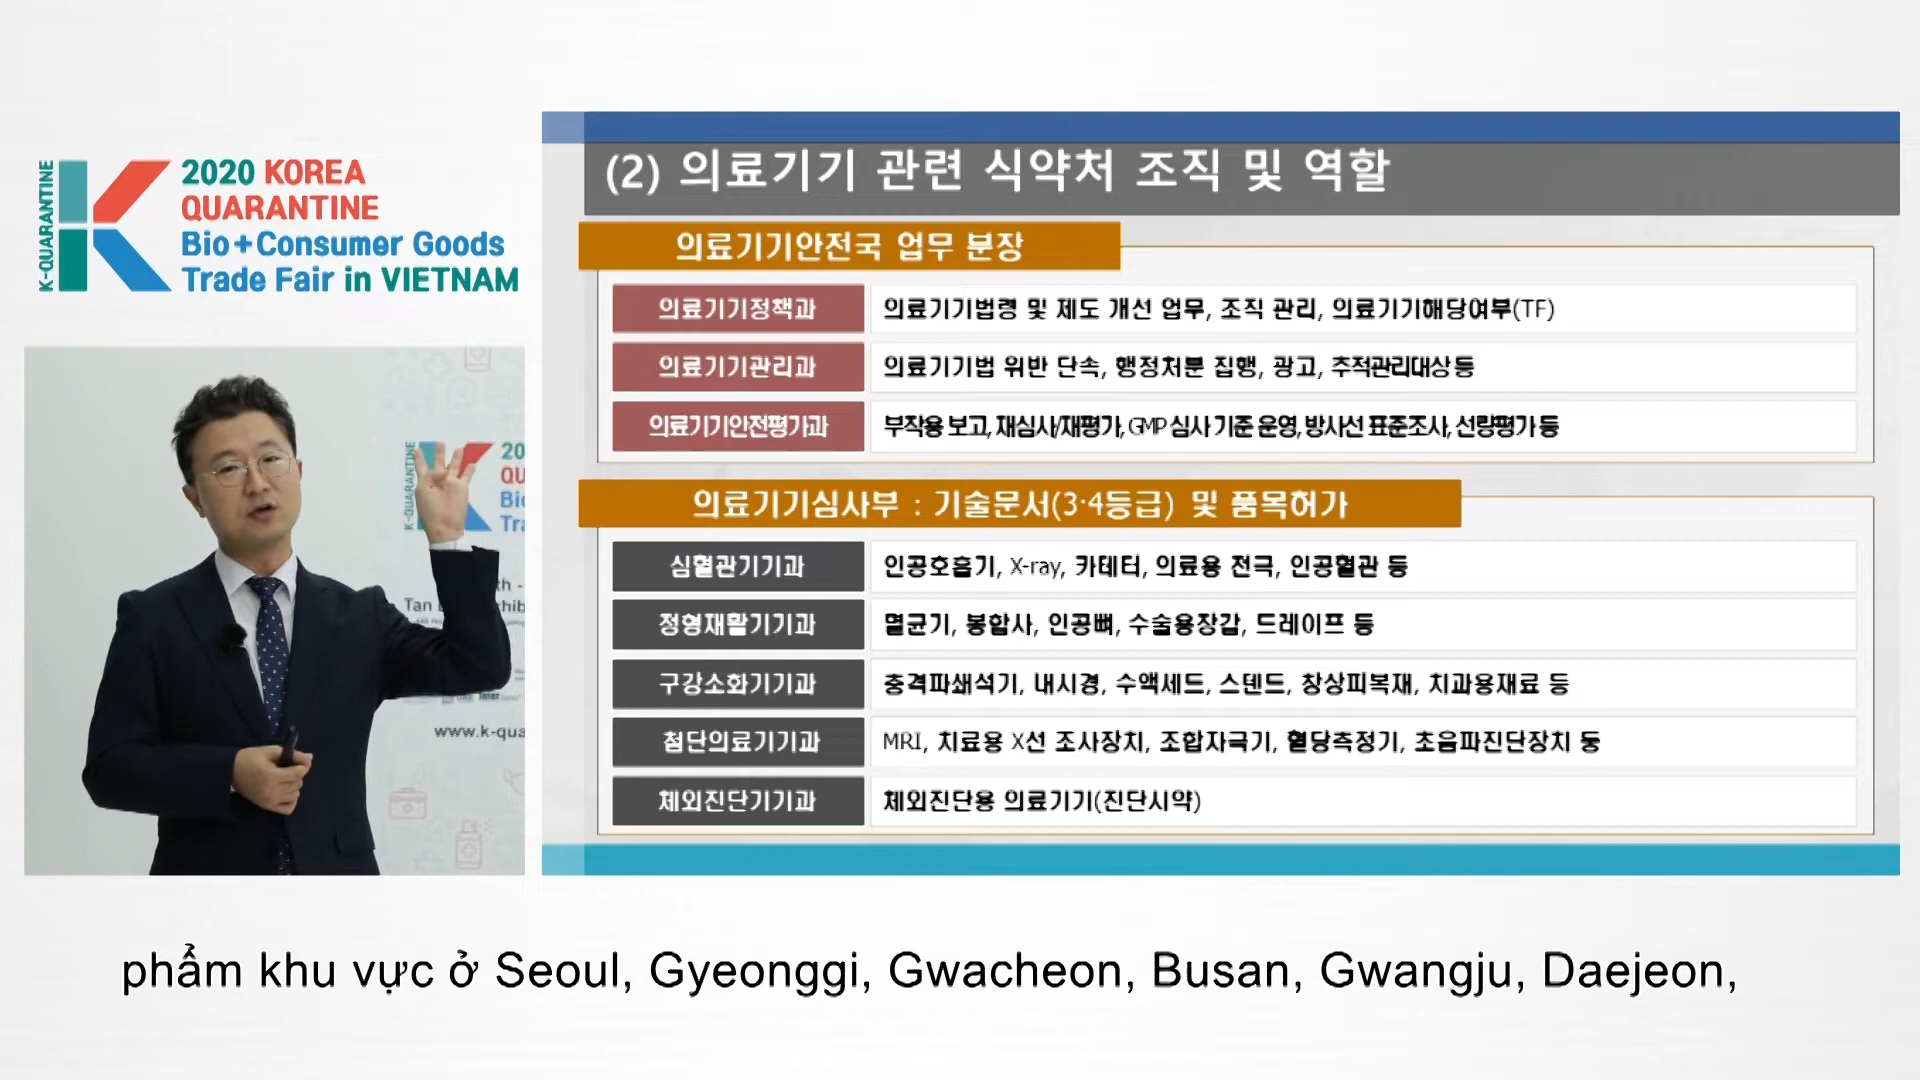 K-QUARANTINE
2020 KOREA
QUARANTINE
Bio+Consumer Goods
Trade Fair in VIETNAM
(2) 의료기기 관련 식약처 조직 및 역할
의료기기안전국 업무 분장
의료기기정책과 의료기기법령 및 제도 개선 업무, 조직 관리, 의료기기해당여부(TF)
의료기기관리과 의료기기법 위반 단속, 행정처분 집행, 광고, 추적관리대상 등
의료기기안전평가과 부작용 보고, 재심사/재평가, GMP 심사 기준 운영, 방사선 표준조사, 선량평가 등
의료기기심사부 : 기술문서(3·4등급) 및 품목허가
심혈관기기과 인공호흡기, X-ray, 카테터, 의료용 전극, 인공혈관 등
정형재활기기과 멸균기, 봉합사, 인공뼈, 수술용장갑, 드레이프 등
구강소화기기과 충격파쇄석기, 내시경, 수액세트, 스텐트, 창상피복재, 치과용재료 등
첨단의료기기과 MRI, 치료용 X선 조사장치, 조합자극기, 혈당측정기, 초음파진단장치 등
체외진단기기과 체외진단용 의료기기(진단시약)
K-QUARANTINE
20
QU
Bio
Tra
Tan
www.k-qua
phẩm khu vực ở Seoul, Gyeonggi, Gwacheon, Busan, Gwangju, Daejeon,